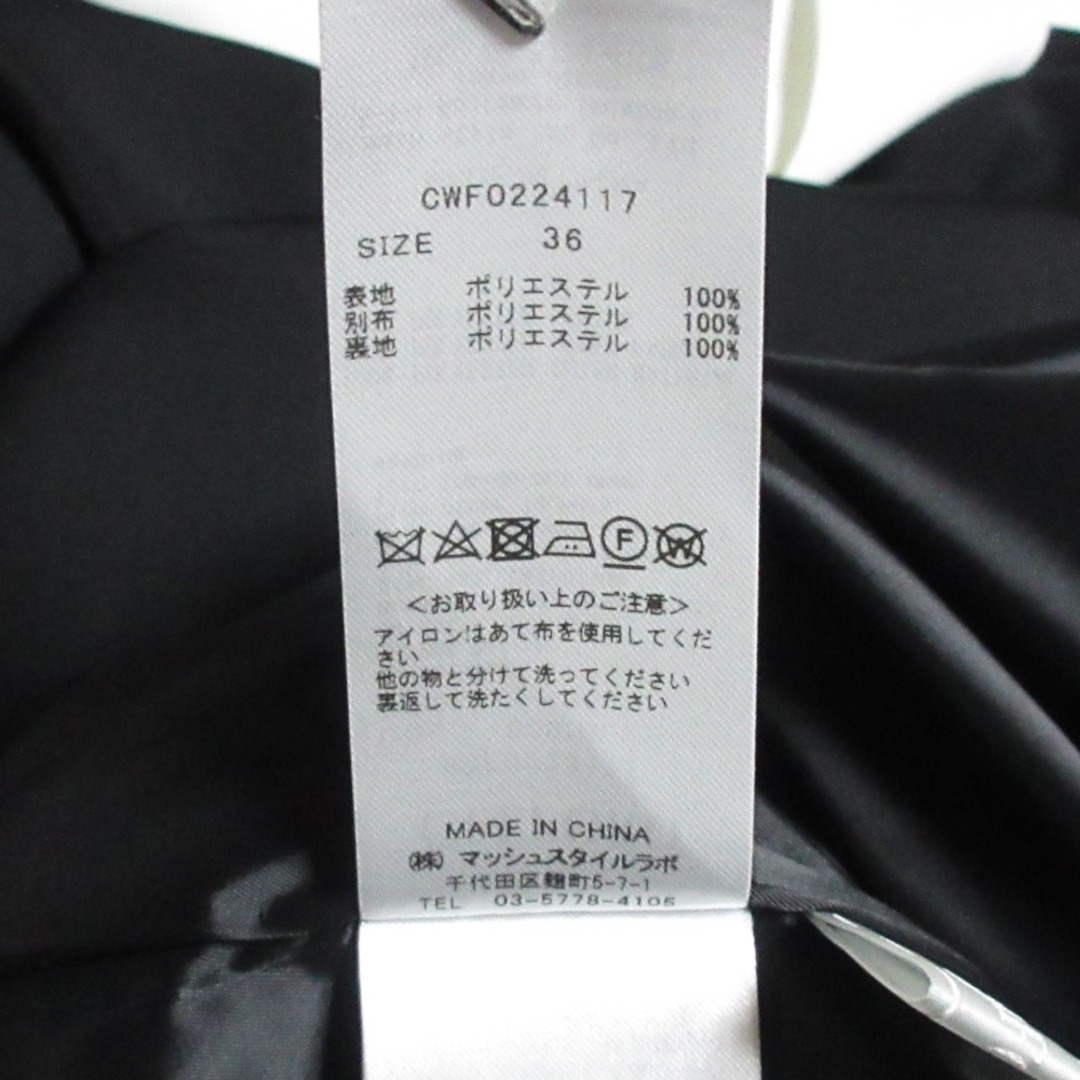 CWF0224117
SIZE 36
表地 ポリエステル 100%
別布 ポリエステル 100%
裏地 ポリエステル 100%
F W
<お取り扱い上のご注意>
アイロンはあて布を使用してくだ
さい
他の物と分けて洗ってください
裏返して洗たくしてください
MADE IN CHINA
(株) マッシュスタイルラボ
千代田区麹町5-7-1
TEL 03-5778-4105